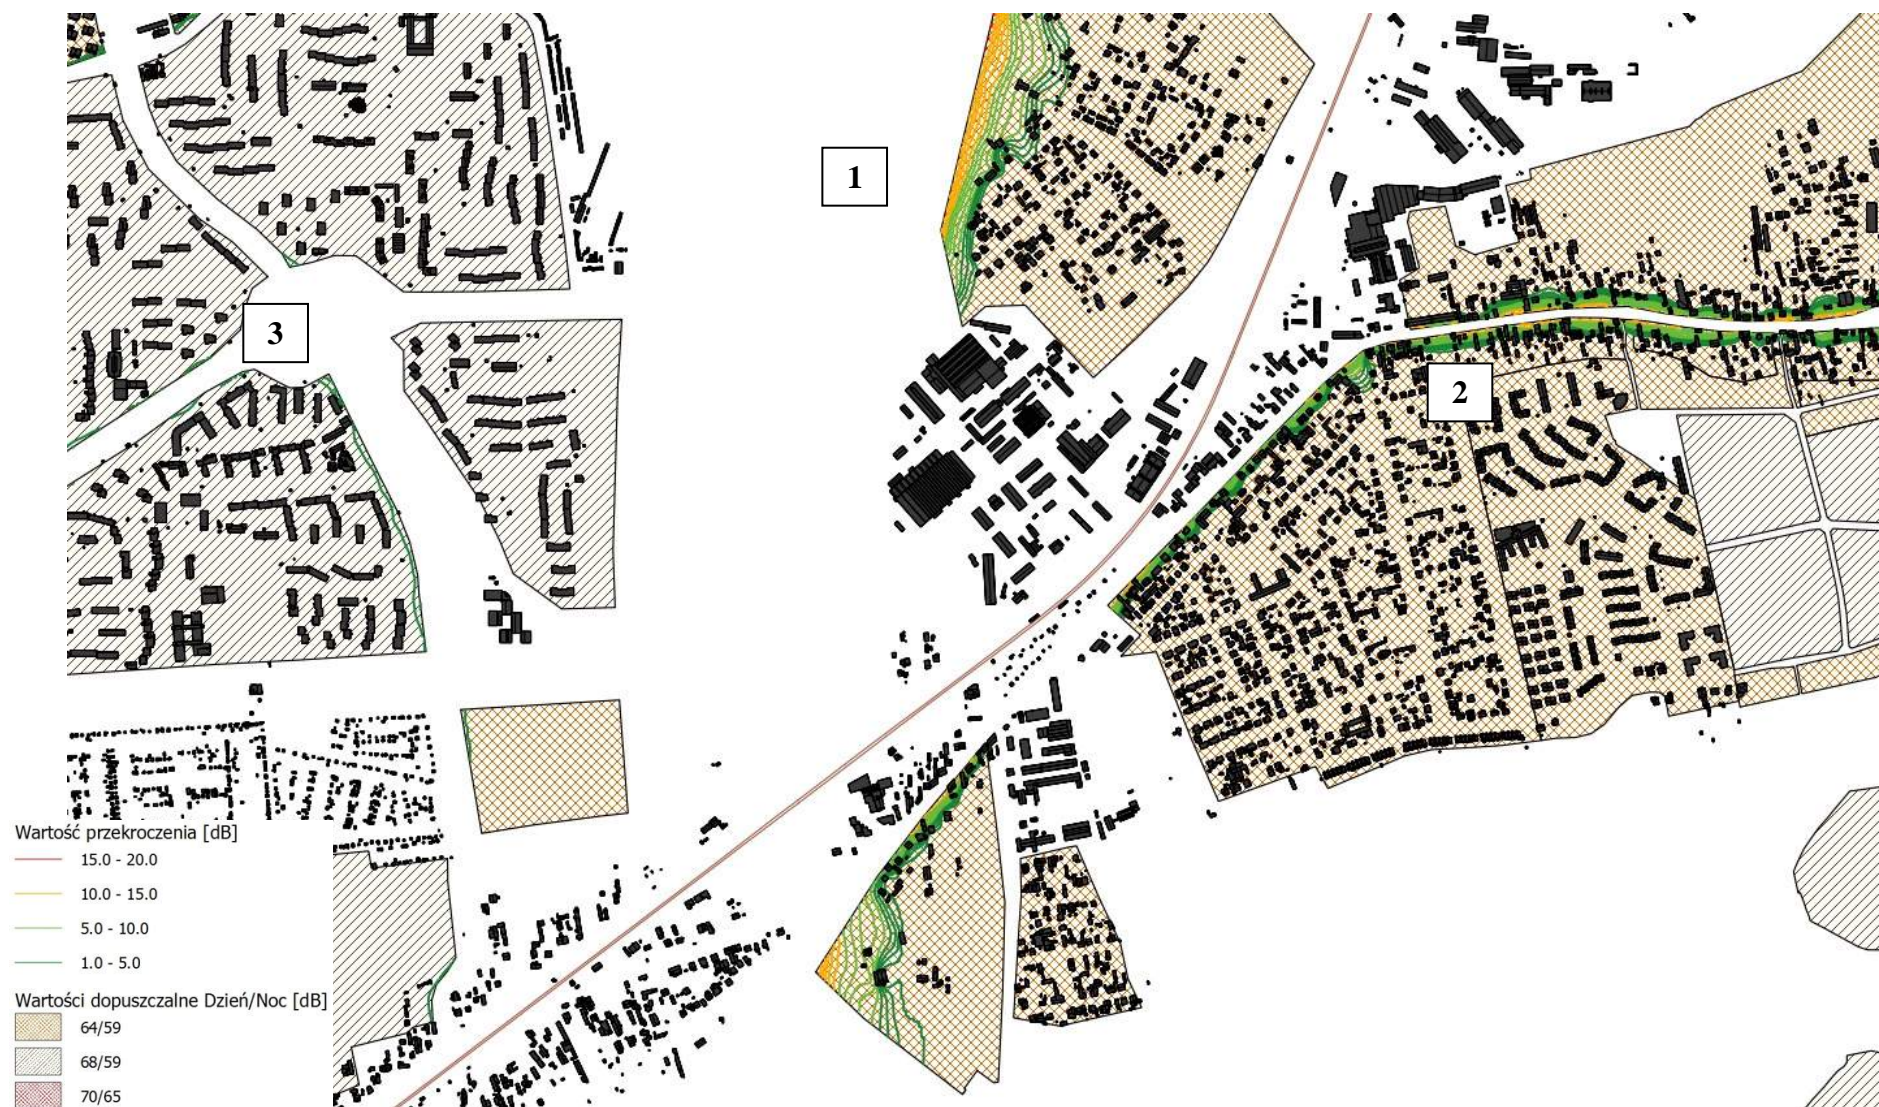 1
3
2
Wartość przekroczenia [dB]
15.0 - 20.0
10.0 - 15.0
5.0 - 10.0
1.0 - 5.0
Wartości dopuszczalne Dzień/Noc [dB]
64/59
68/59
70/65